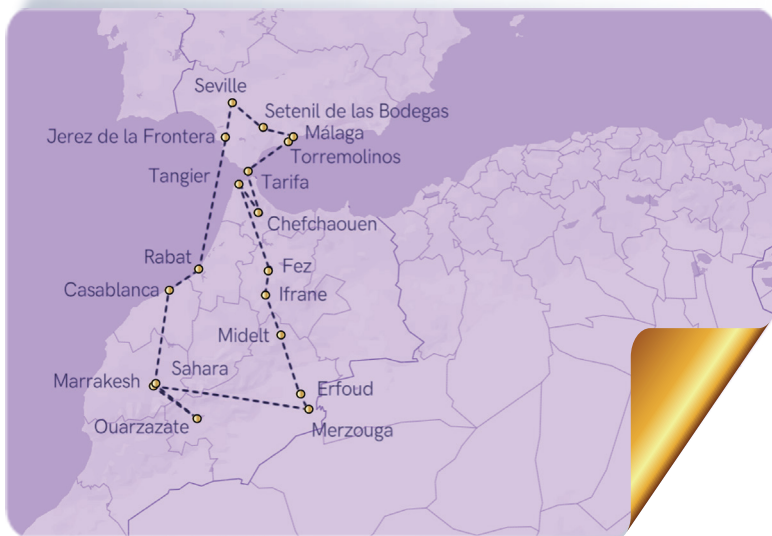 Seville
Setenil de las Bodegas
Jerez de la Frontera
Málaga
Torremolinos
Tangier
Tarifa
Chefchaouen
Rabat
Fez
Casablanca
Ifrane
Midelt
Sahara
Marrakesh
Erfoud
Ouarzazate
Merzouga